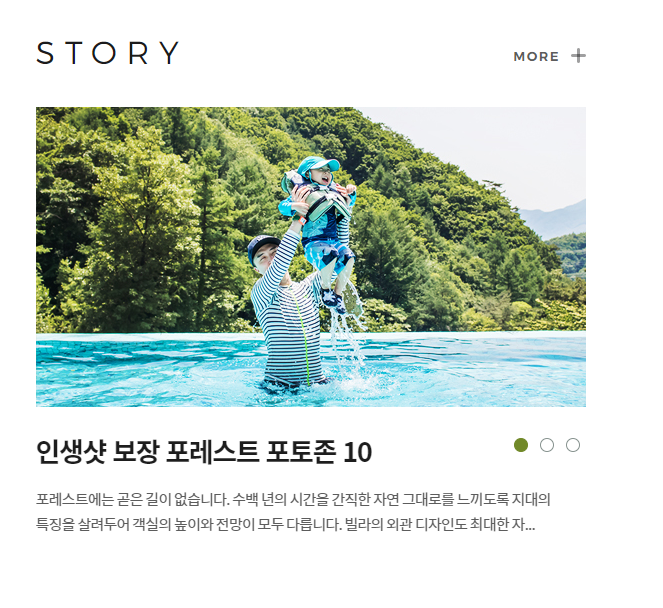 STORY
MORE +
인생샷 보장 포레스트 포토존 10
포레스트에는 곧은 길이 없습니다. 수백 년의 시간을 간직한 자연 그대로를 느끼도록 지대의
특징을 살려두어 객실의 높이와 전망이 모두 다릅니다. 빌라의 외관 디자인도 최대한 자...